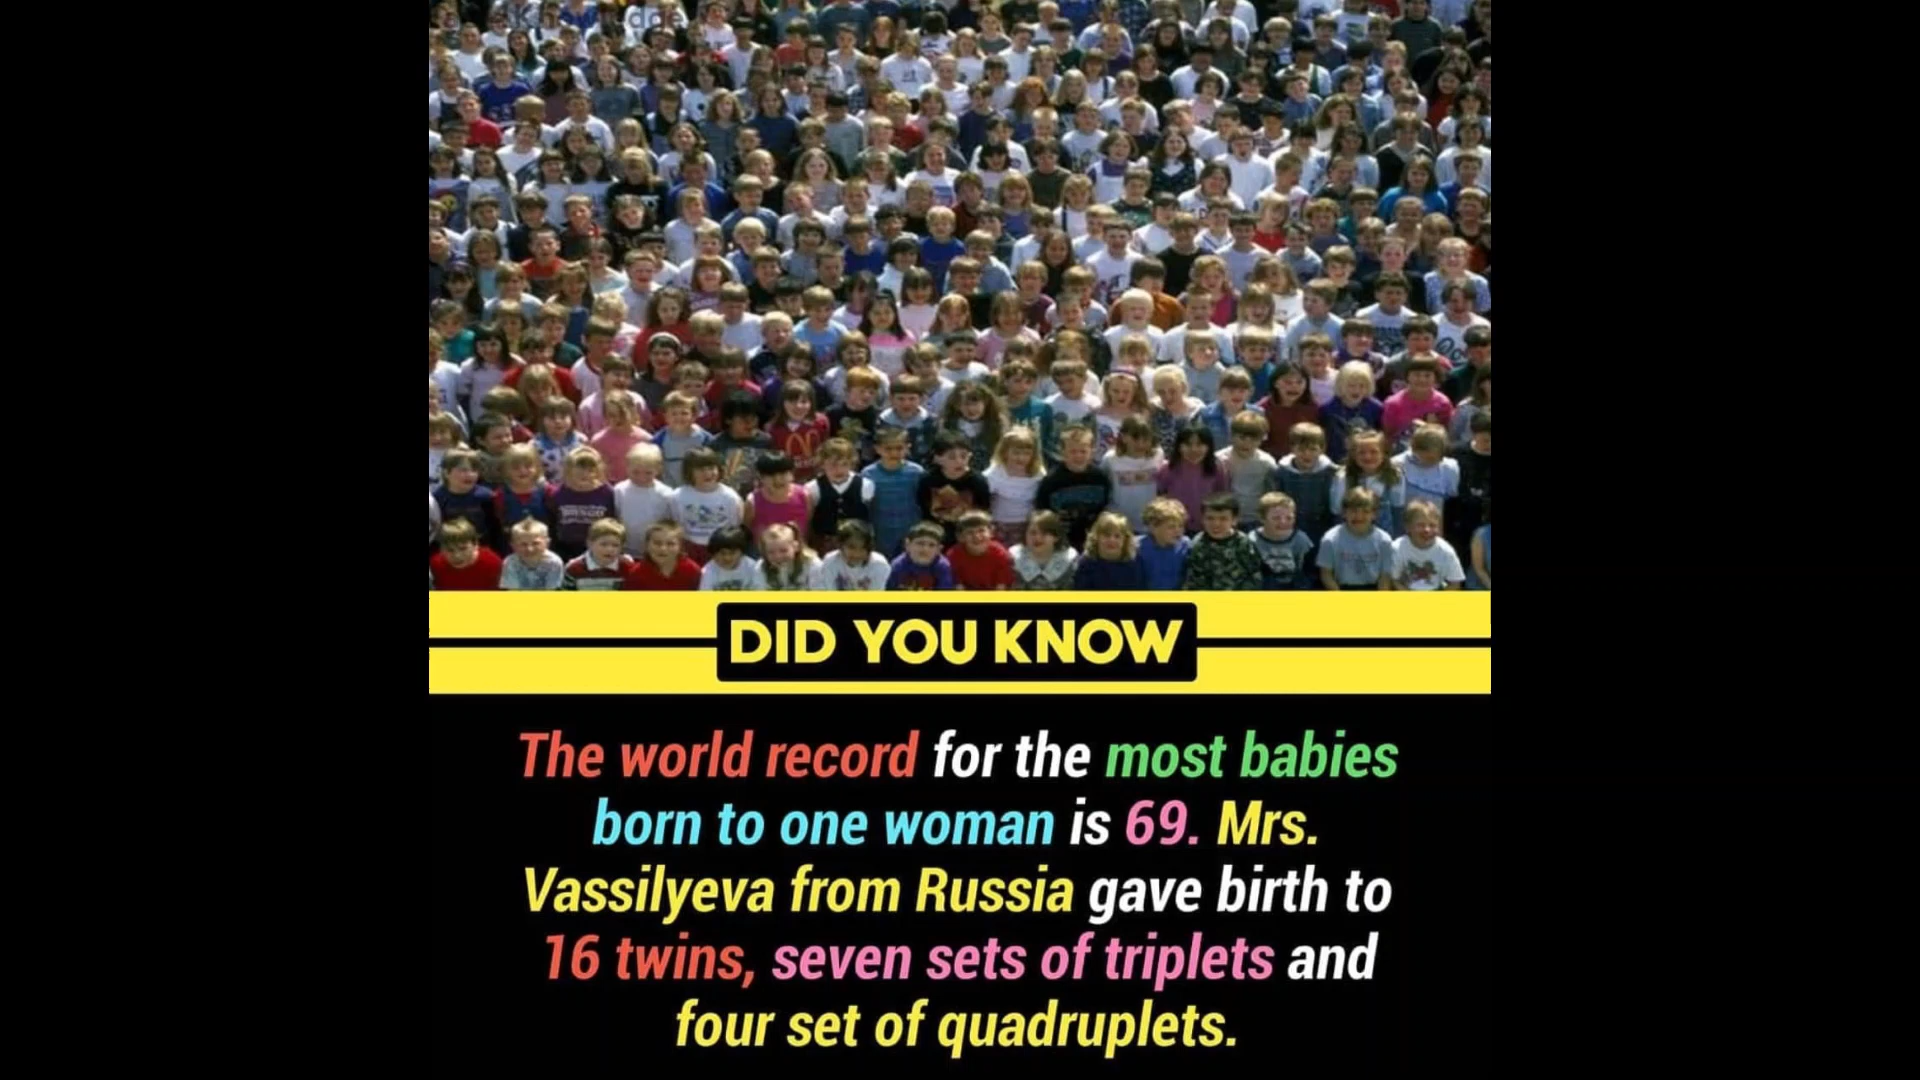 DID YOU KNOW
The world record for the most babies
born to one woman is 69. Mrs.
Vassilyeva from Russia gave birth to
16 twins, seven sets of triplets and
four set of quadruplets.